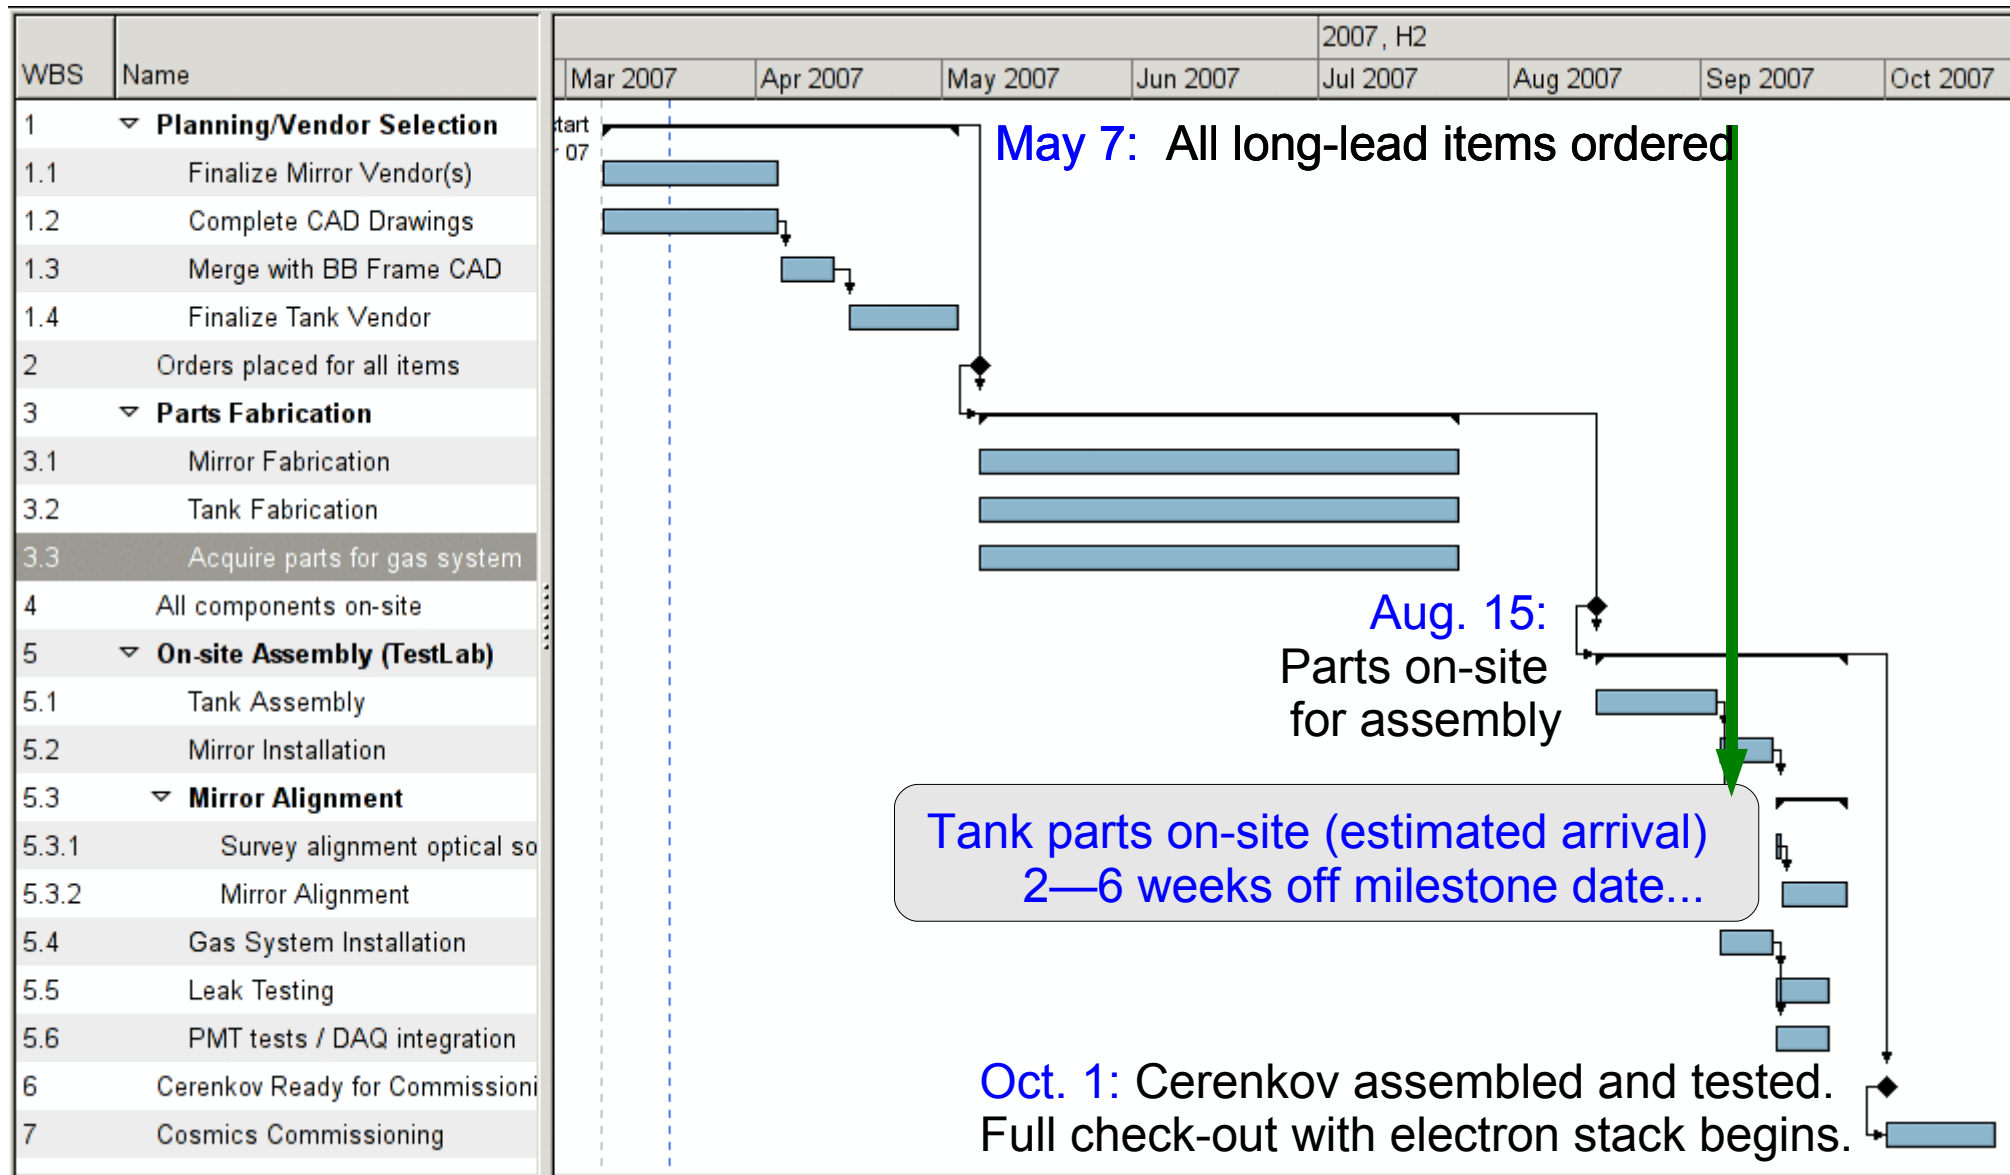 2007, H2
WBS Name Mar 2007 Apr 2007 May 2007 Jun 2007 Jul 2007 Aug 2007 Sep 2007 Oct 2007
1 Planning/Vendor Selection
tart
07
May 7: All long-lead items ordered
1.1 Finalize Mirror Vendor(s)
1.2 Complete CAD Drawings
1.3 Merge with BB Frame CAD
1.4 Finalize Tank Vendor
2 Orders placed for all items
3 Parts Fabrication
3.1 Mirror Fabrication
3.2 Tank Fabrication
3.3 Acquire parts for gas system
4 All components on-site
Aug. 15:
Parts on-site
for assembly
5 On-site Assembly (TestLab)
5.1 Tank Assembly
5.2 Mirror Installation
5.3 Mirror Alignment
Tank parts on-site (estimated arrival)
2—6 weeks off milestone date...
5.3.1 Survey alignment optical so
5.3.2 Mirror Alignment
5.4 Gas System Installation
5.5 Leak Testing
5.6 PMT tests / DAQ integration
6 Cerenkov Ready for Commissioni
Oct. 1: Cerenkov assembled and tested.
Full check-out with electron stack begins.
7 Cosmics Commissioning